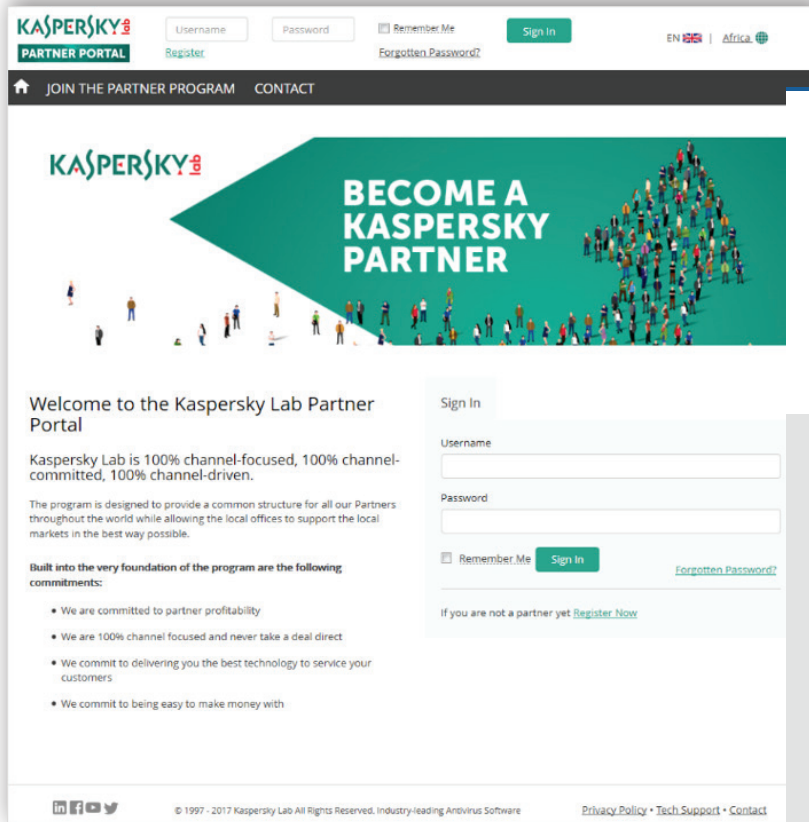 KASPERSKY lab
PARTNER PORTAL
Username
Password
Remember Me
Sign In
Register
Forgotten Password?
EN | Africa
JOIN THE PARTNER PROGRAM CONTACT
KASPERSKY lab
BECOME A
KASPERSKY
PARTNER
Welcome to the Kaspersky Lab Partner
Portal
Kaspersky Lab is 100% channel-focused, 100% channel-
committed, 100% channel-driven.
The program is designed to provide a common structure for all our Partners
throughout the world while allowing the local offices to support the local
markets in the best way possible.
Built into the very foundation of the program are the following
commitments:
• We are committed to partner profitability
• We are 100% channel focused and never take a deal direct
• We commit to delivering you the best technology to service your
customers
• We commit to being easy to make money with
Sign In
Username
Password
Remember Me
Sign In
Forgotten Password?
If you are not a partner yet Register Now
© 1997 - 2017 Kaspersky Lab All Rights Reserved. Industry-leading Antivirus Software
Privacy Policy • Tech Support • Contact